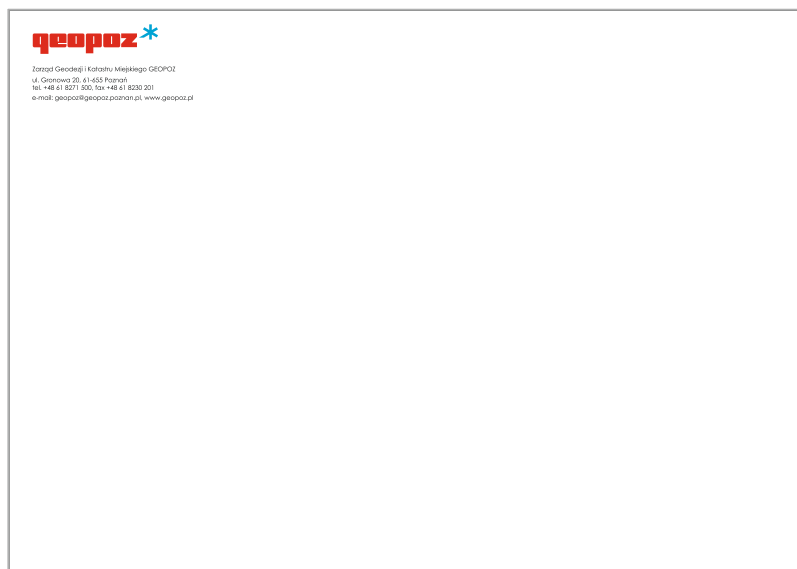 geopoz*
Zarząd Geodezji i Katastru Miejskiego GEOPOZ
ul. Gronowa 20, 61-655 Poznań
tel. +48 61 8271 500, fax +48 61 8230 201
e-mail: geopoz@geopoz.poznan.pl, www.geopoz.pl